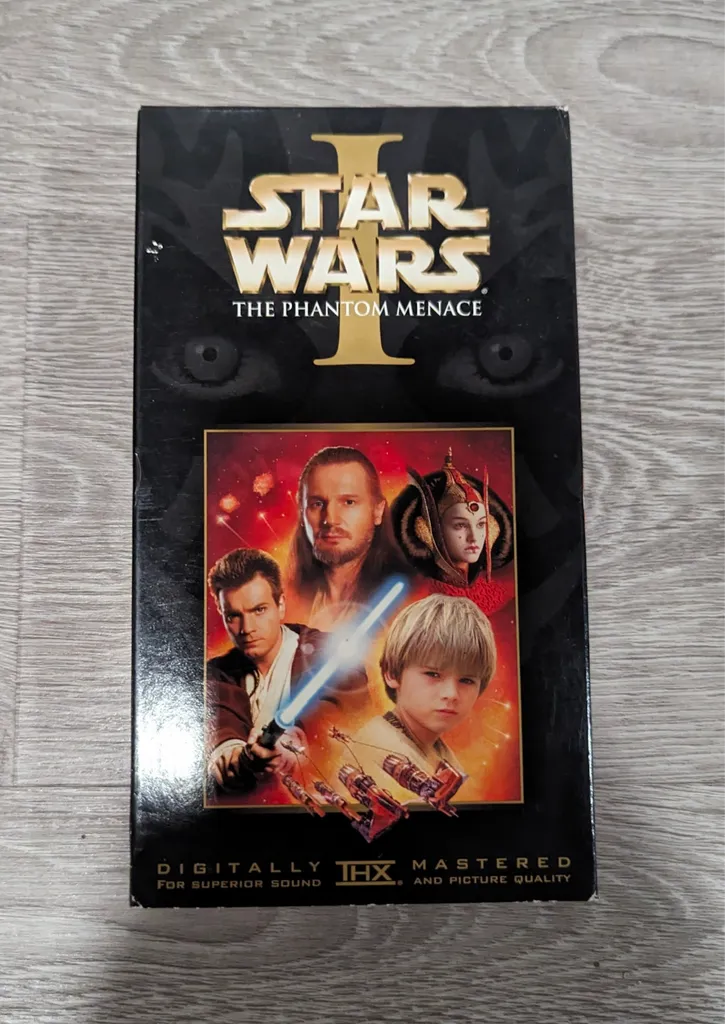 I
STAR
WARS®
THE PHANTOM MENACE
DIGITALLY THX® MASTERED
FOR SUPERIOR SOUND AND PICTURE QUALITY